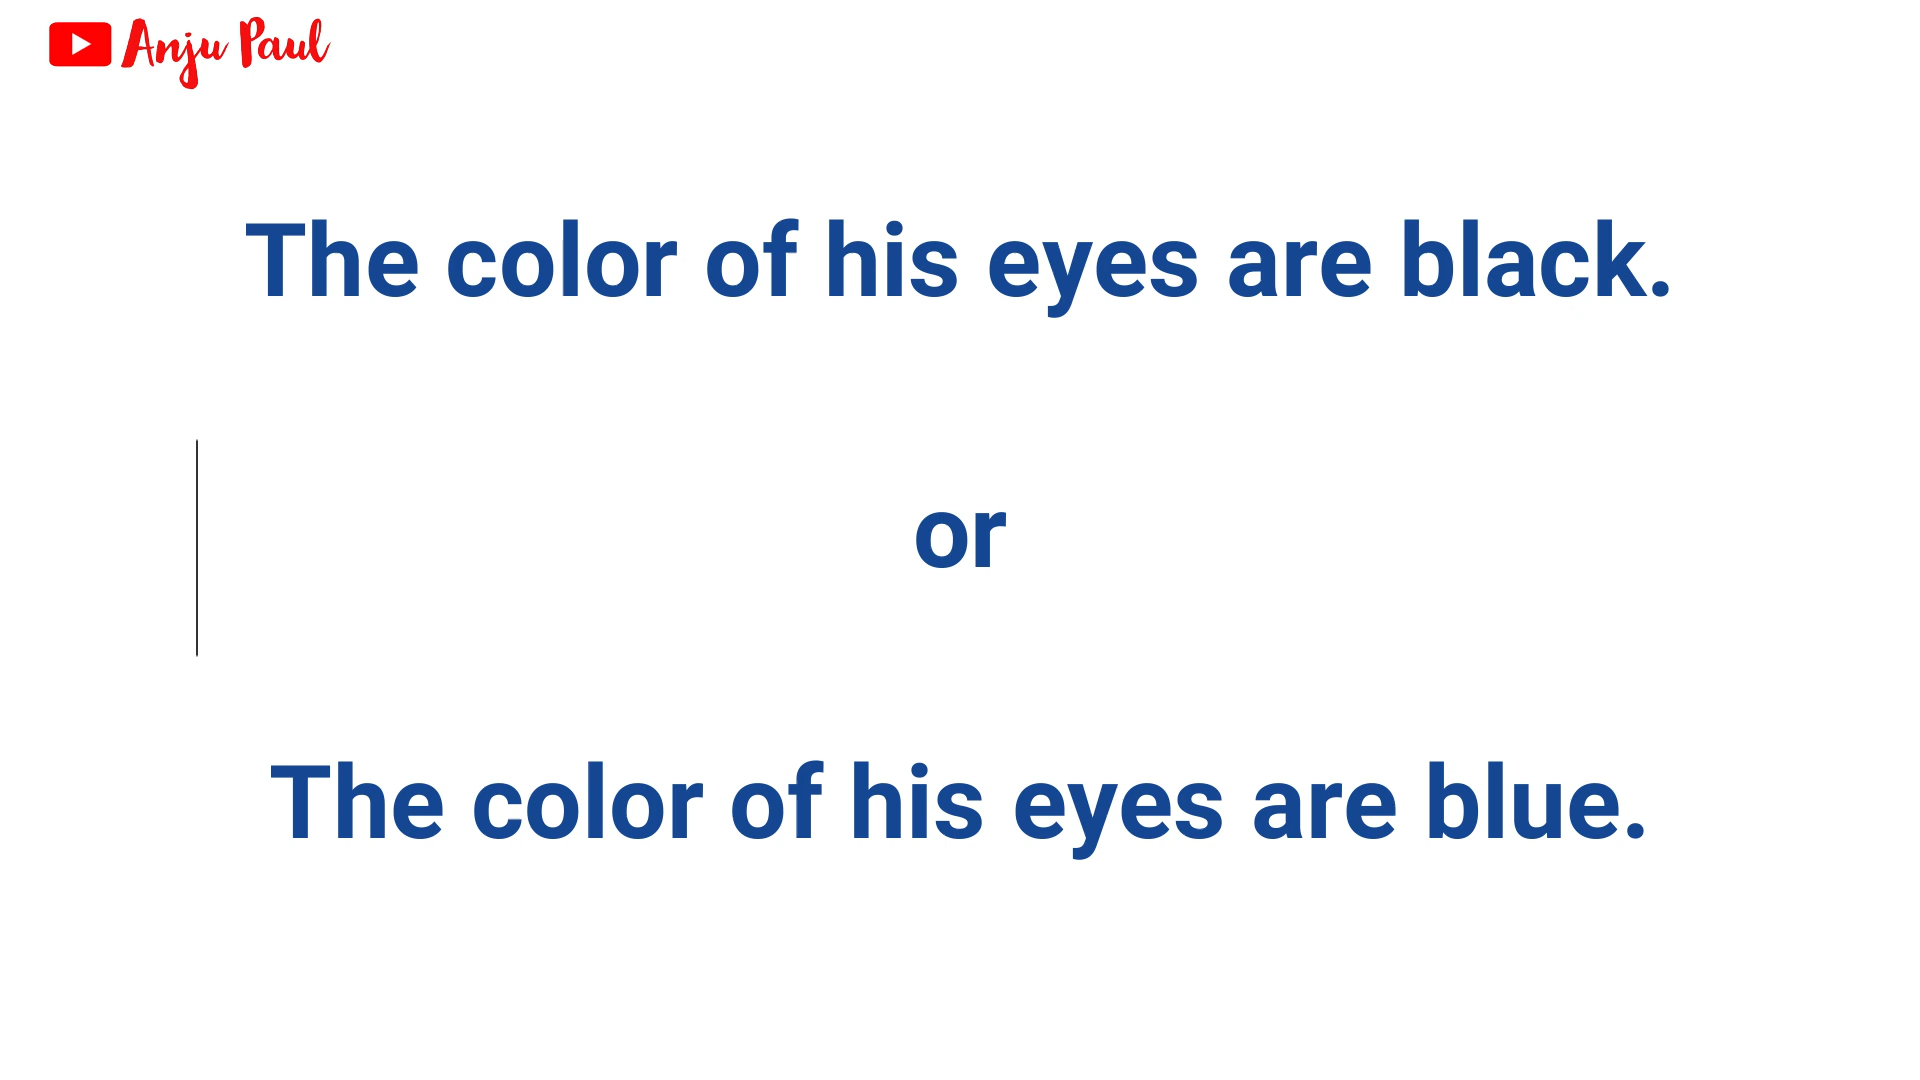 Anju Paul
The color of his eyes are black.
or
The color of his eyes are blue.